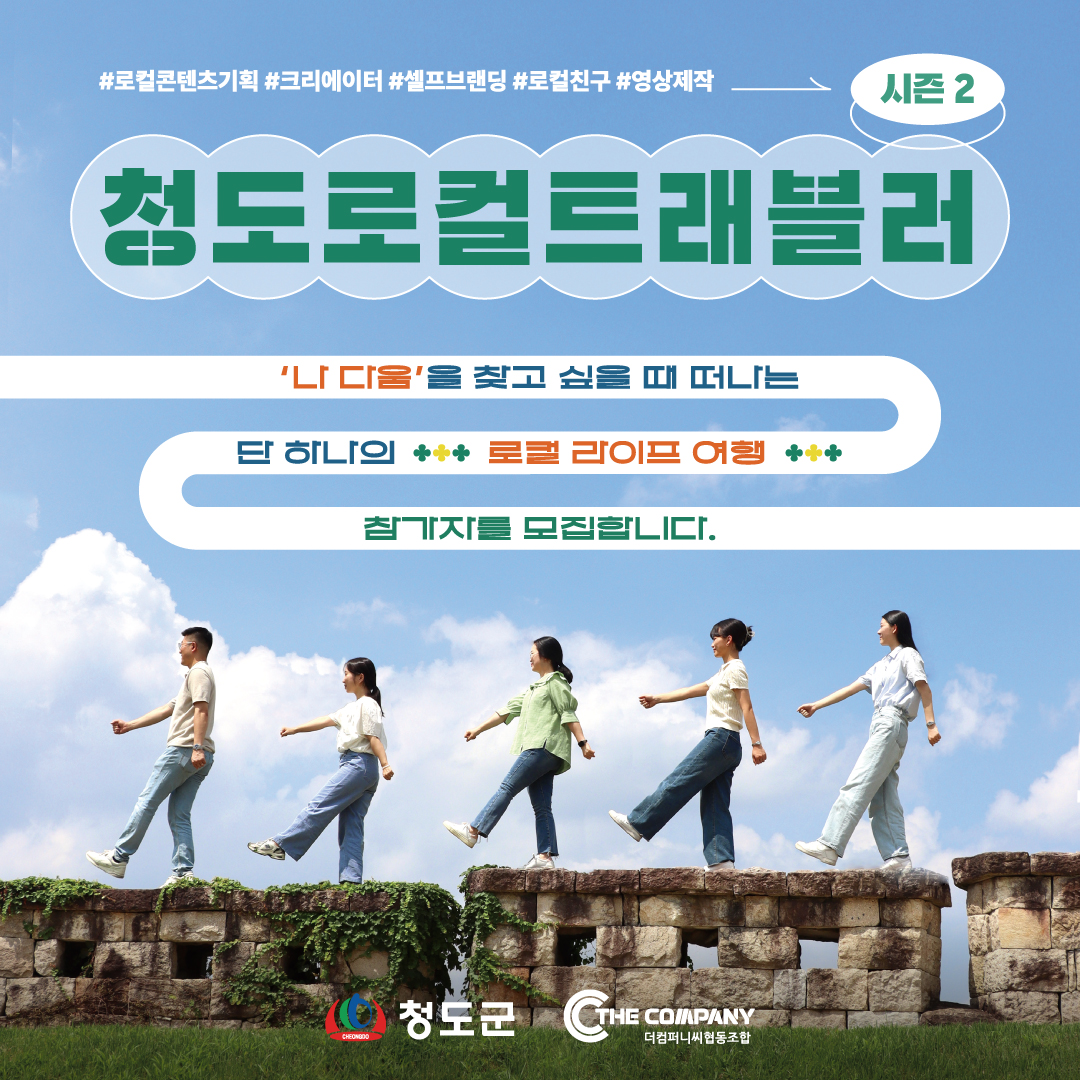 #로컬콘텐츠기획 #크리에이터 #셀프브랜딩 #로컬친구 #영상제작
시즌 2
청도로컬트래블러
‘나 다움’을 찾고 싶을 때 떠나는
단 하나의 로컬 라이프 여행
참가자를 모집합니다.
CHEONGDO
청도군
THE COMPANY
더컴퍼니씨협동조합